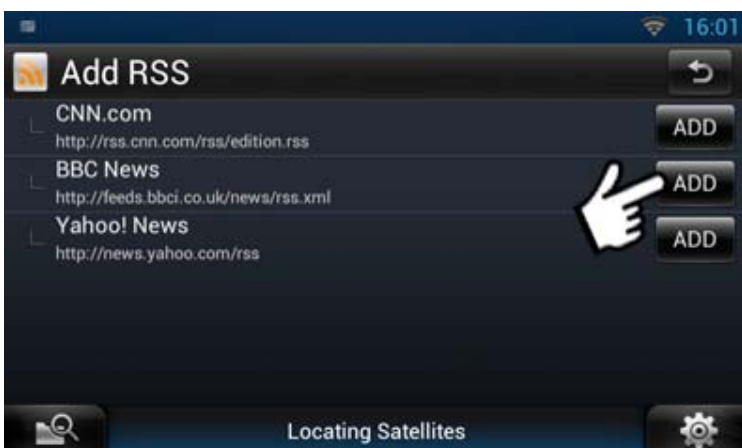 16:01
Add RSS
CNN.com
http://rss.cnn.com/rss/edition.rss
ADD
BBC News
http://feeds.bbci.co.uk/news/rss.xml
ADD
Yahoo! News
http://news.yahoo.com/rss
ADD
Locating Satellites